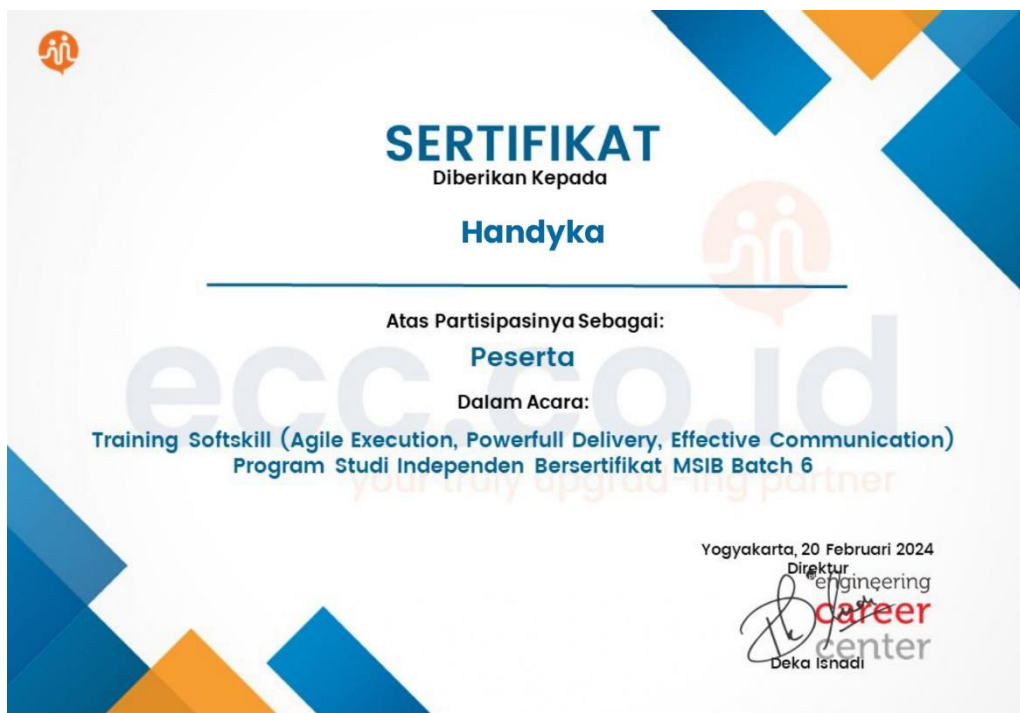 SERTIFIKAT
Diberikan Kepada
Handyka
Atas Partisipasinya Sebagai:
Peserta
Dalam Acara:
ecc.co.id
Training Softskill (Agile Execution, Powerfull Delivery, Effective Communication)
Program Studi Independen Bersertifikat MSIB Batch 6
your truly upgrad-ing partner
Yogyakarta, 20 Februari 2024
Direktur
engineering
career
center
Deka Isnadi